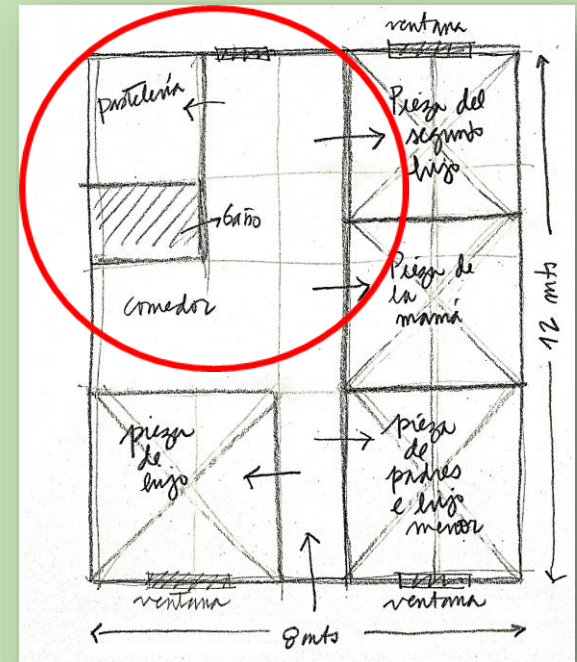 ventana
pastelería
Pieza del
segundo
hijo
baño
Pieza de
la
mamá
comedor
12 mts
pieza
de
hijo
pieza
de
padres
e hijo
menor
ventana
ventana
8 mts